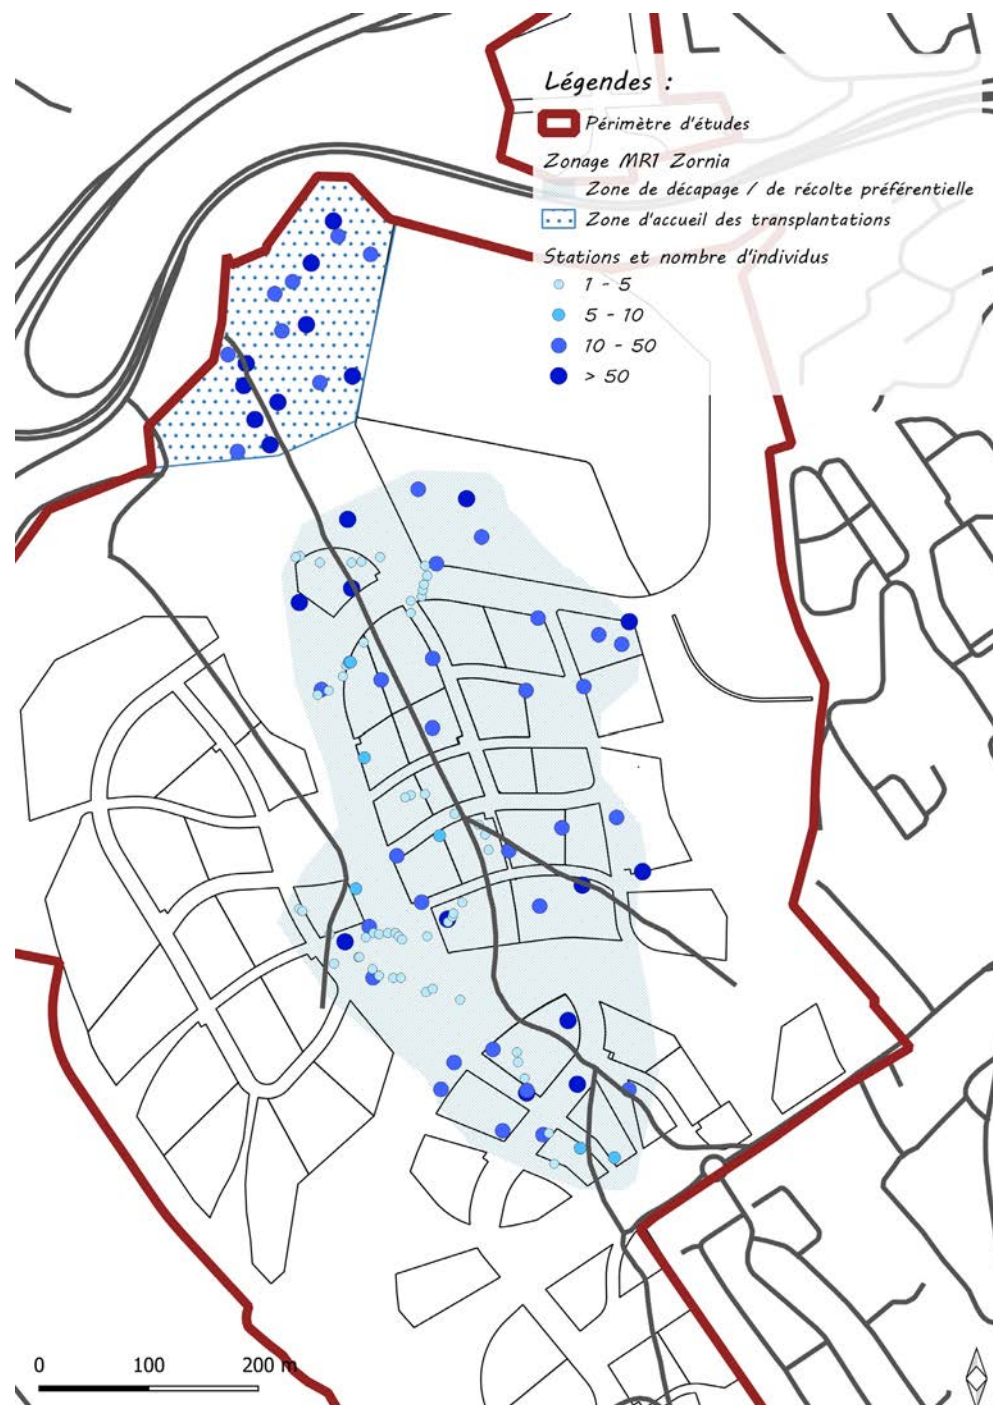 Légendes :
Périmètre d'études
Zonage MR1 Zornia
Zone de décapage / de récolte préférentielle
Zone d'accueil des transplantations
Stations et nombre d'individus
1 - 5
5 - 10
10 - 50
> 50
0 100 200 m